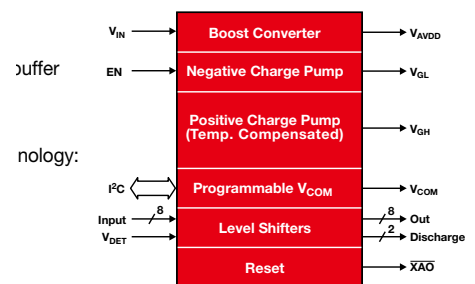 V_IN Boost Converter V_AVDD
EN Negative Charge Pump V_GL
Positive Charge Pump
(Temp. Compensated) V_GH
I²C Programmable V_COM V_COM
Input 8 Level Shifters 8 Out
V_DET 2 Discharge
Reset XAO
nology: